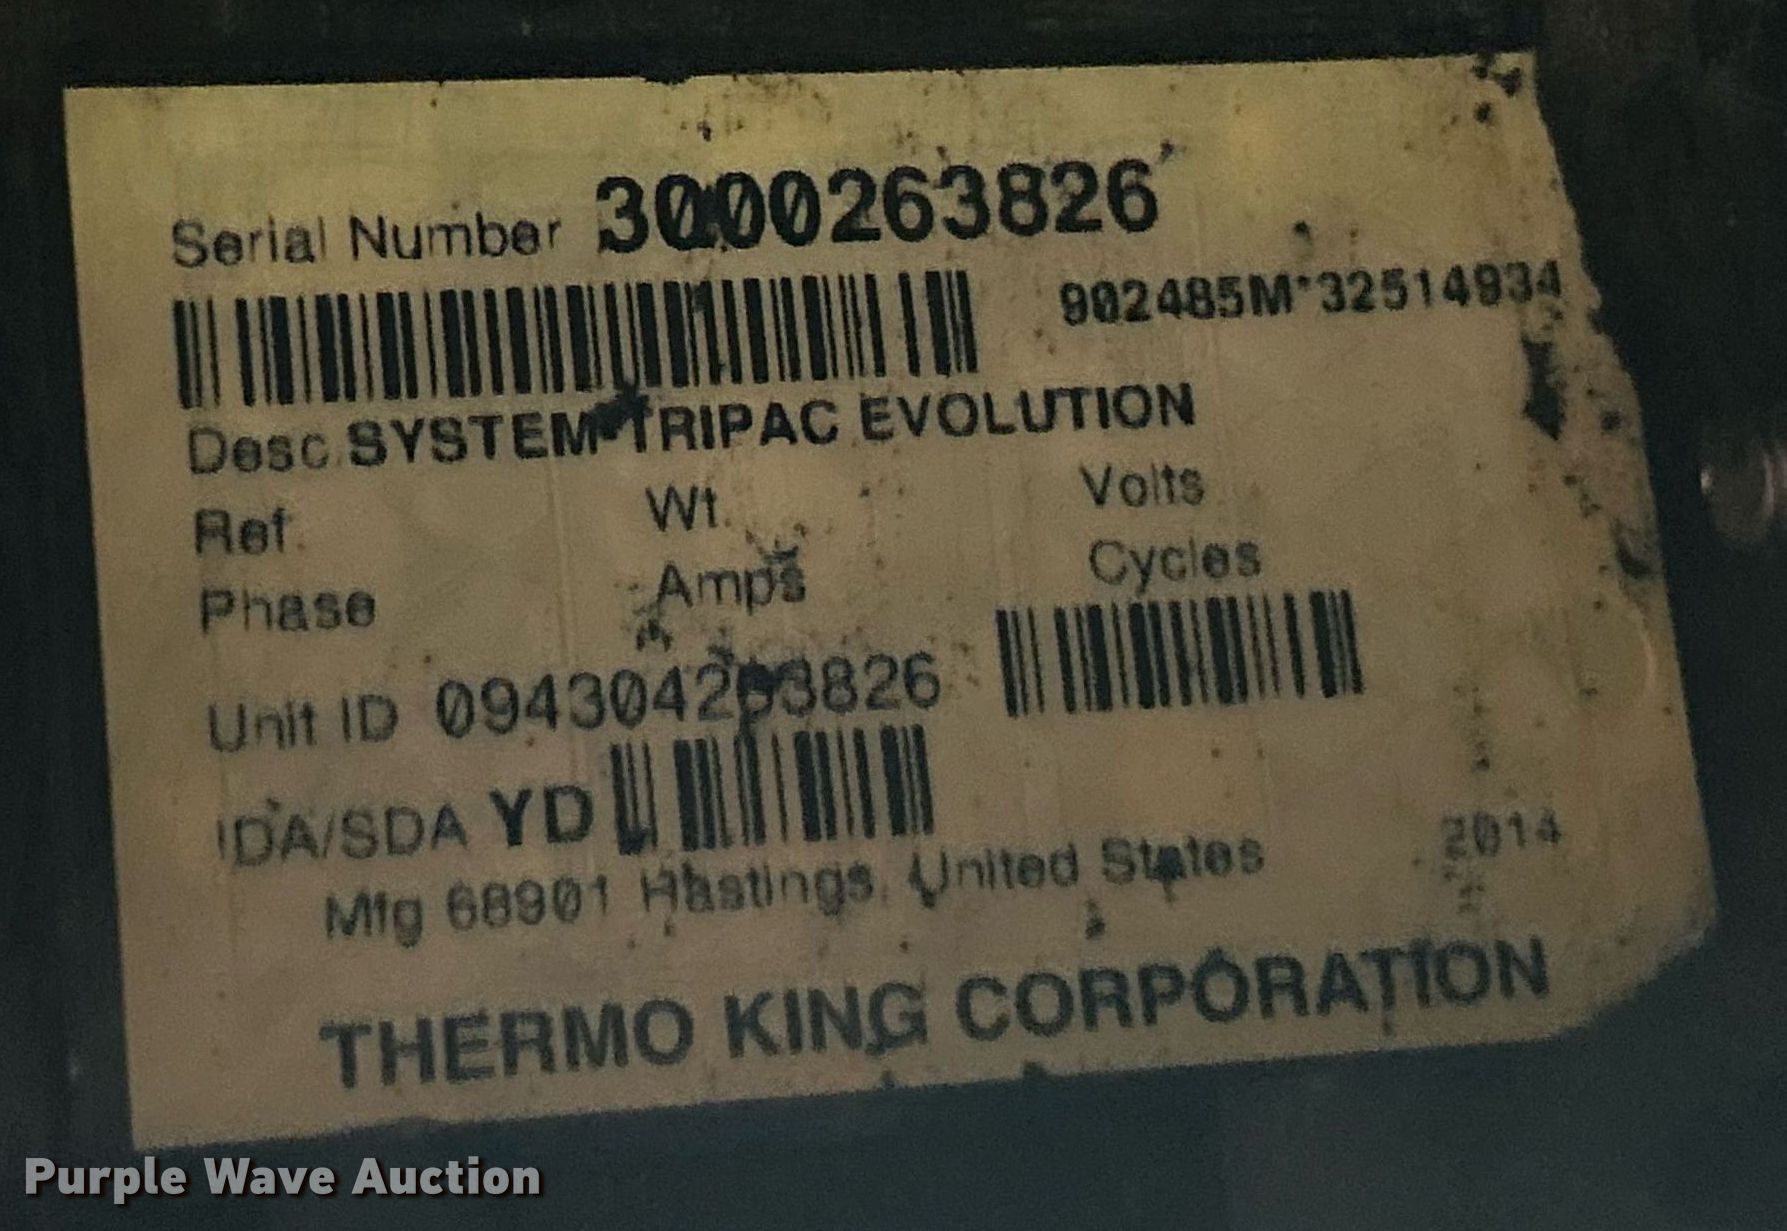 Serial Number 3000263826
902485M*32514934
Desc. SYSTEM-TRIPAC EVOLUTION
Ref. Wt. Volts
Phase Amps Cycles
Unit ID 094304263826
IDA/SDA YD
Mfg 68901 Hastings, United States 2014
THERMO KING CORPORATION
Purple Wave Auction